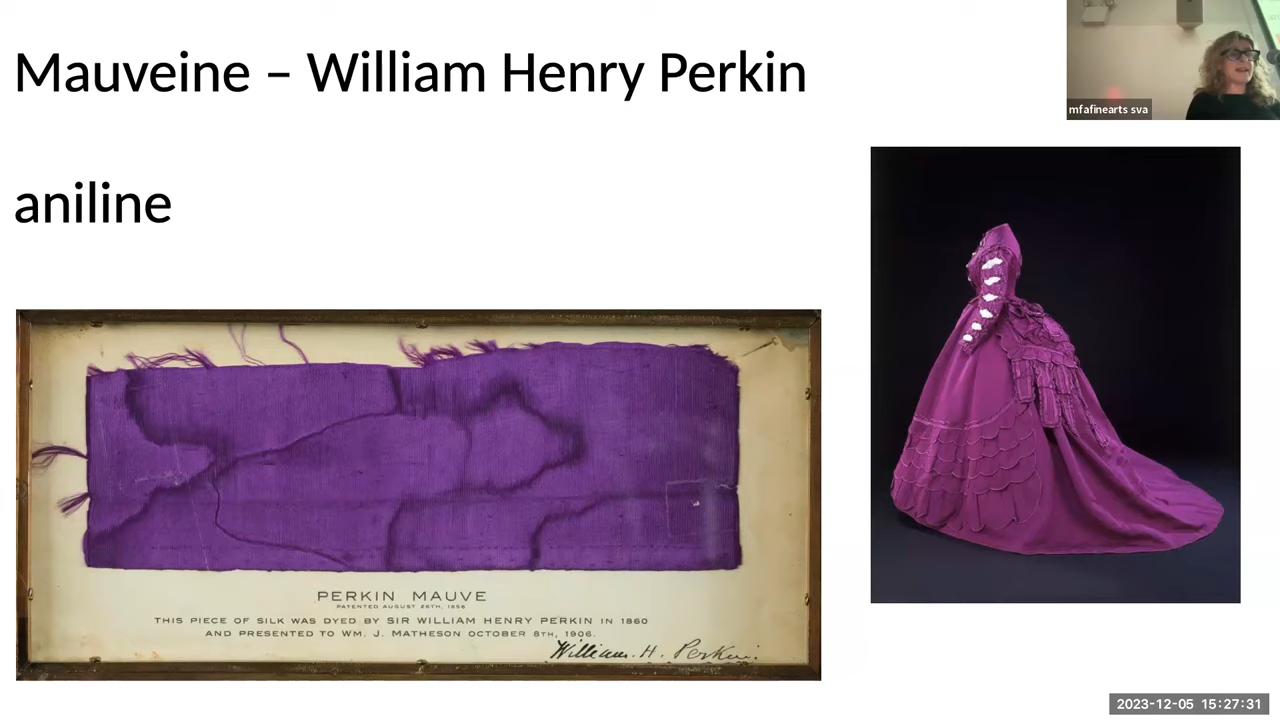 Mauveine – William Henry Perkin
mfafinearts sva
aniline
PERKIN MAUVE
PATENTED AUGUST 26TH, 1856
THIS PIECE OF SILK WAS DYED BY SIR WILLIAM HENRY PERKIN IN 1860
AND PRESENTED TO WM. J. MATHESON OCTOBER 8TH, 1906.
William. H. Perkin.
2023-12-05 15:27:31